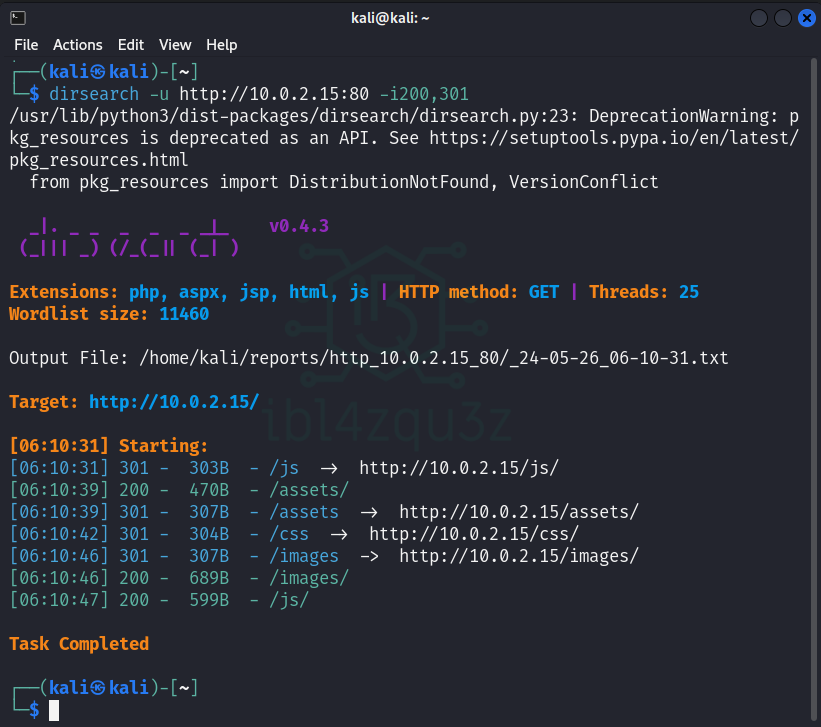 kali@kali: ~
File Actions Edit View Help
┌──(kali㉿kali)-[~]
└─$ dirsearch -u http://10.0.2.15:80 -i200,301
/usr/lib/python3/dist-packages/dirsearch/dirsearch.py:23: DeprecationWarning: p
kg_resources is deprecated as an API. See https://setuptools.pypa.io/en/latest/
pkg_resources.html
  from pkg_resources import DistributionNotFound, VersionConflict
  _|. _ _  _  _  _ _|_    v0.4.3
 (_||| _) (/_(_|| (_| )
Extensions: php, aspx, jsp, html, js | HTTP method: GET | Threads: 25
Wordlist size: 11460
Output File: /home/kali/reports/http_10.0.2.15_80/_24-05-26_06-10-31.txt
Target: http://10.0.2.15/
ibl4zqu3z
[06:10:31] Starting:
[06:10:31] 301 -  303B  - /js  ->  http://10.0.2.15/js/
[06:10:39] 200 -  470B  - /assets/
[06:10:39] 301 -  307B  - /assets  ->  http://10.0.2.15/assets/
[06:10:42] 301 -  304B  - /css  ->  http://10.0.2.15/css/
[06:10:46] 301 -  307B  - /images  ->  http://10.0.2.15/images/
[06:10:46] 200 -  689B  - /images/
[06:10:47] 200 -  599B  - /js/
Task Completed
┌──(kali㉿kali)-[~]
└─$